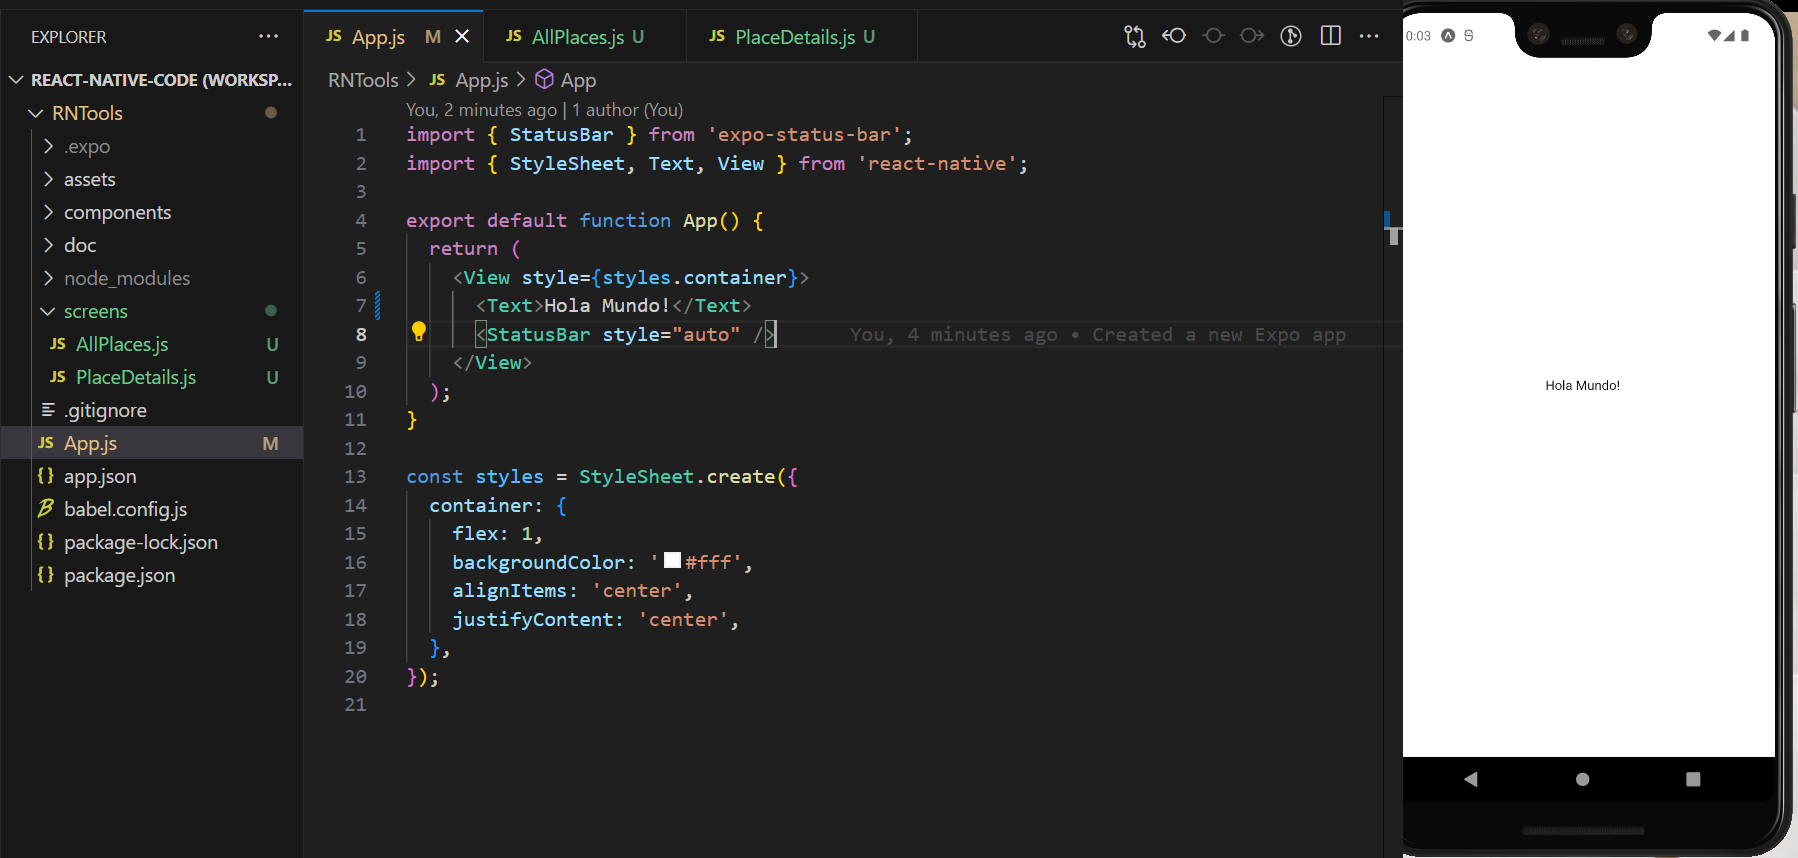 EXPLORER
REACT-NATIVE-CODE (WORKSP...
RNTools
.expo
assets
components
doc
node_modules
screens
JS AllPlaces.js U
JS PlaceDetails.js U
.gitignore
JS App.js M
{} app.json
babel.config.js
{} package-lock.json
{} package.json
JS App.js M
JS AllPlaces.js U
JS PlaceDetails.js U
RNTools > JS App.js > App
You, 2 minutes ago | 1 author (You)
1 import { StatusBar } from 'expo-status-bar';
2 import { StyleSheet, Text, View } from 'react-native';
3
4 export default function App() {
5 return (
6 <View style={styles.container}>
7 <Text>Hola Mundo!</Text>
8 <StatusBar style="auto" /> You, 4 minutes ago • Created a new Expo app
9 </View>
10 );
11 }
12
13 const styles = StyleSheet.create({
14 container: {
15 flex: 1,
16 backgroundColor: '#fff',
17 alignItems: 'center',
18 justifyContent: 'center',
19 },
20 });
21
0:03
Hola Mundo!